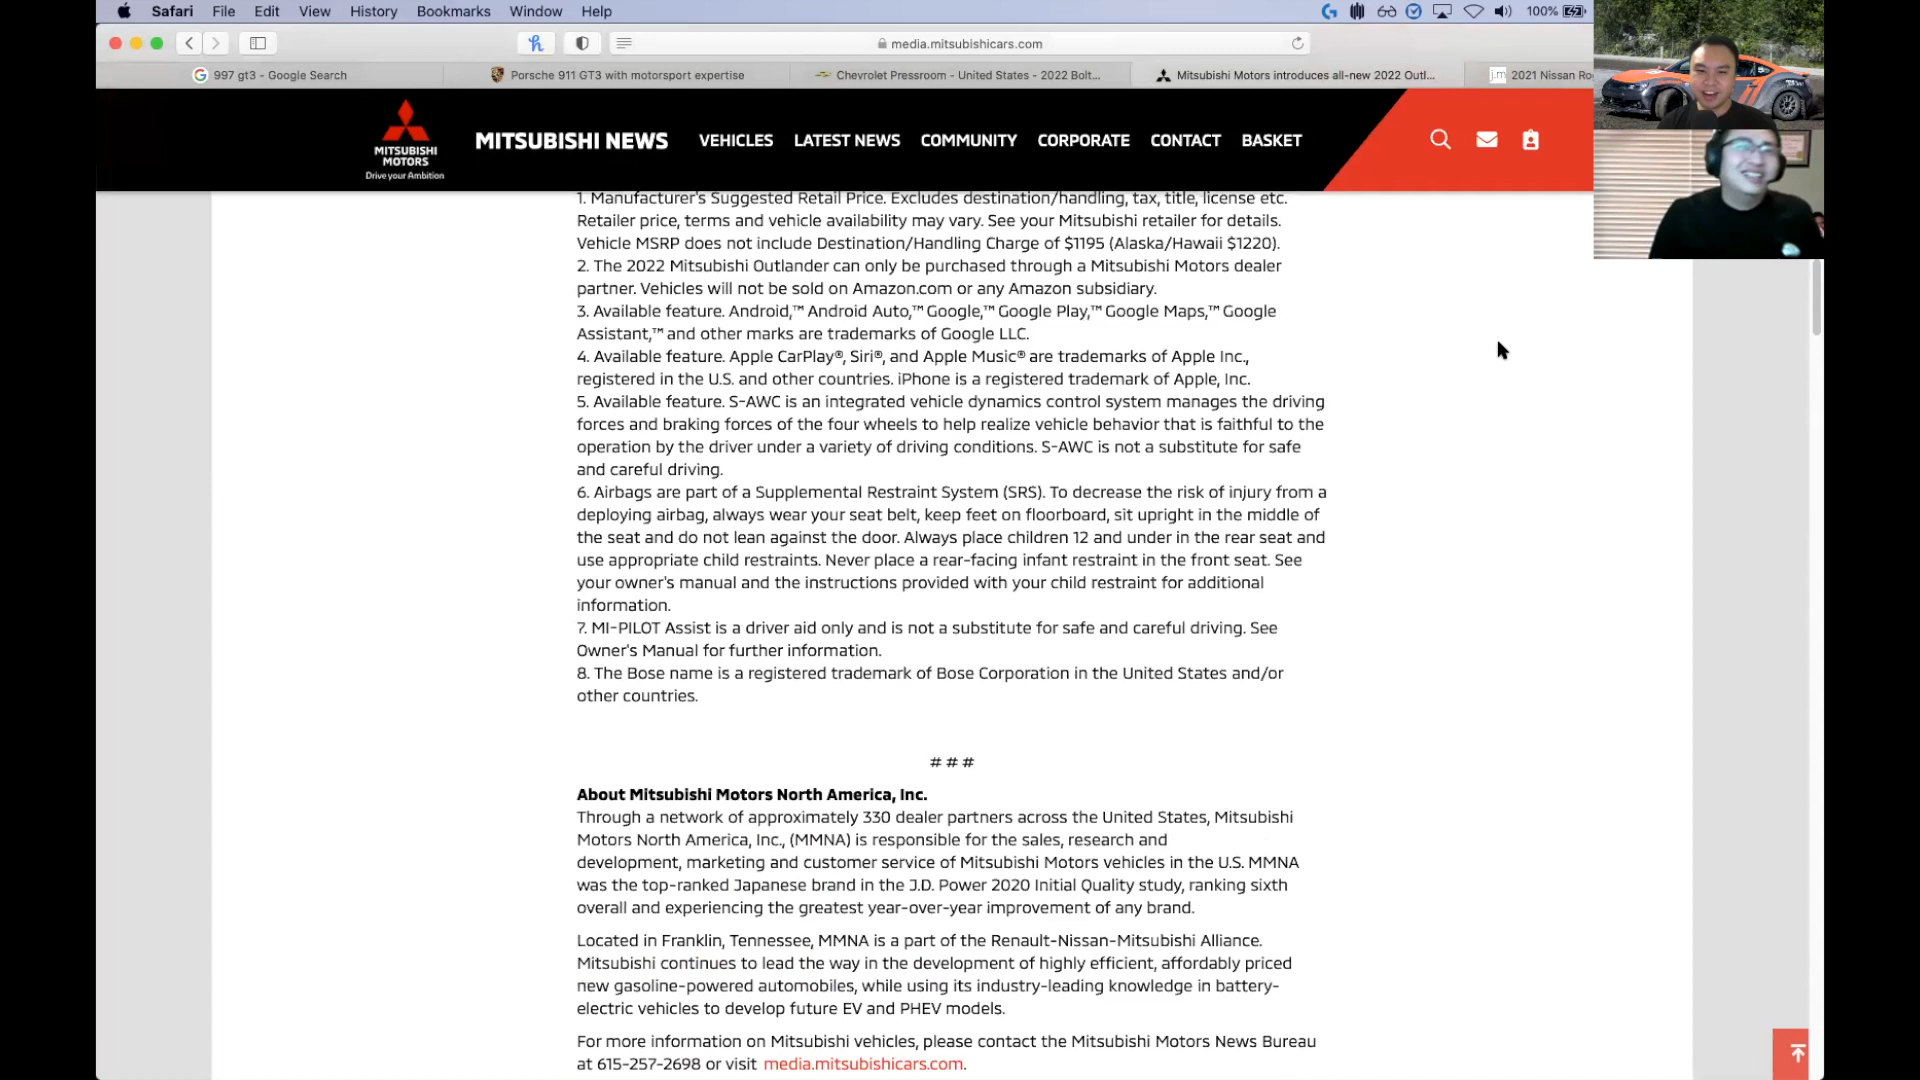 Safari File Edit View History Bookmarks Window Help 100%
media.mitsubishicars.com
997 gt3 - Google Search
Porsche 911 GT3 with motorsport expertise
Chevrolet Pressroom - United States - 2022 Bolt...
Mitsubishi Motors introduces all-new 2022 Outl...
j.m 2021 Nissan Ro
MITSUBISHI
MOTORS
Drive your Ambition
MITSUBISHI NEWS VEHICLES LATEST NEWS COMMUNITY CORPORATE CONTACT BASKET
1. Manufacturer's Suggested Retail Price. Excludes destination/handling, tax, title, license etc.
Retailer price, terms and vehicle availability may vary. See your Mitsubishi retailer for details.
Vehicle MSRP does not include Destination/Handling Charge of $1195 (Alaska/Hawaii $1220).
2. The 2022 Mitsubishi Outlander can only be purchased through a Mitsubishi Motors dealer
partner. Vehicles will not be sold on Amazon.com or any Amazon subsidiary.
3. Available feature. Android,™ Android Auto,™ Google,™ Google Play,™ Google Maps,™ Google
Assistant,™ and other marks are trademarks of Google LLC.
4. Available feature. Apple CarPlay®, Siri®, and Apple Music® are trademarks of Apple Inc.,
registered in the U.S. and other countries. iPhone is a registered trademark of Apple, Inc.
5. Available feature. S-AWC is an integrated vehicle dynamics control system manages the driving
forces and braking forces of the four wheels to help realize vehicle behavior that is faithful to the
operation by the driver under a variety of driving conditions. S-AWC is not a substitute for safe
and careful driving.
6. Airbags are part of a Supplemental Restraint System (SRS). To decrease the risk of injury from a
deploying airbag, always wear your seat belt, keep feet on floorboard, sit upright in the middle of
the seat and do not lean against the door. Always place children 12 and under in the rear seat and
use appropriate child restraints. Never place a rear-facing infant restraint in the front seat. See
your owner's manual and the instructions provided with your child restraint for additional
information.
7. MI-PILOT Assist is a driver aid only and is not a substitute for safe and careful driving. See
Owner's Manual for further information.
8. The Bose name is a registered trademark of Bose Corporation in the United States and/or
other countries.
# # #
About Mitsubishi Motors North America, Inc.
Through a network of approximately 330 dealer partners across the United States, Mitsubishi
Motors North America, Inc., (MMNA) is responsible for the sales, research and
development, marketing and customer service of Mitsubishi Motors vehicles in the U.S. MMNA
was the top-ranked Japanese brand in the J.D. Power 2020 Initial Quality study, ranking sixth
overall and experiencing the greatest year-over-year improvement of any brand.
Located in Franklin, Tennessee, MMNA is a part of the Renault-Nissan-Mitsubishi Alliance.
Mitsubishi continues to lead the way in the development of highly efficient, affordably priced
new gasoline-powered automobiles, while using its industry-leading knowledge in battery-
electric vehicles to develop future EV and PHEV models.
For more information on Mitsubishi vehicles, please contact the Mitsubishi Motors News Bureau
at 615-257-2698 or visit media.mitsubishicars.com.